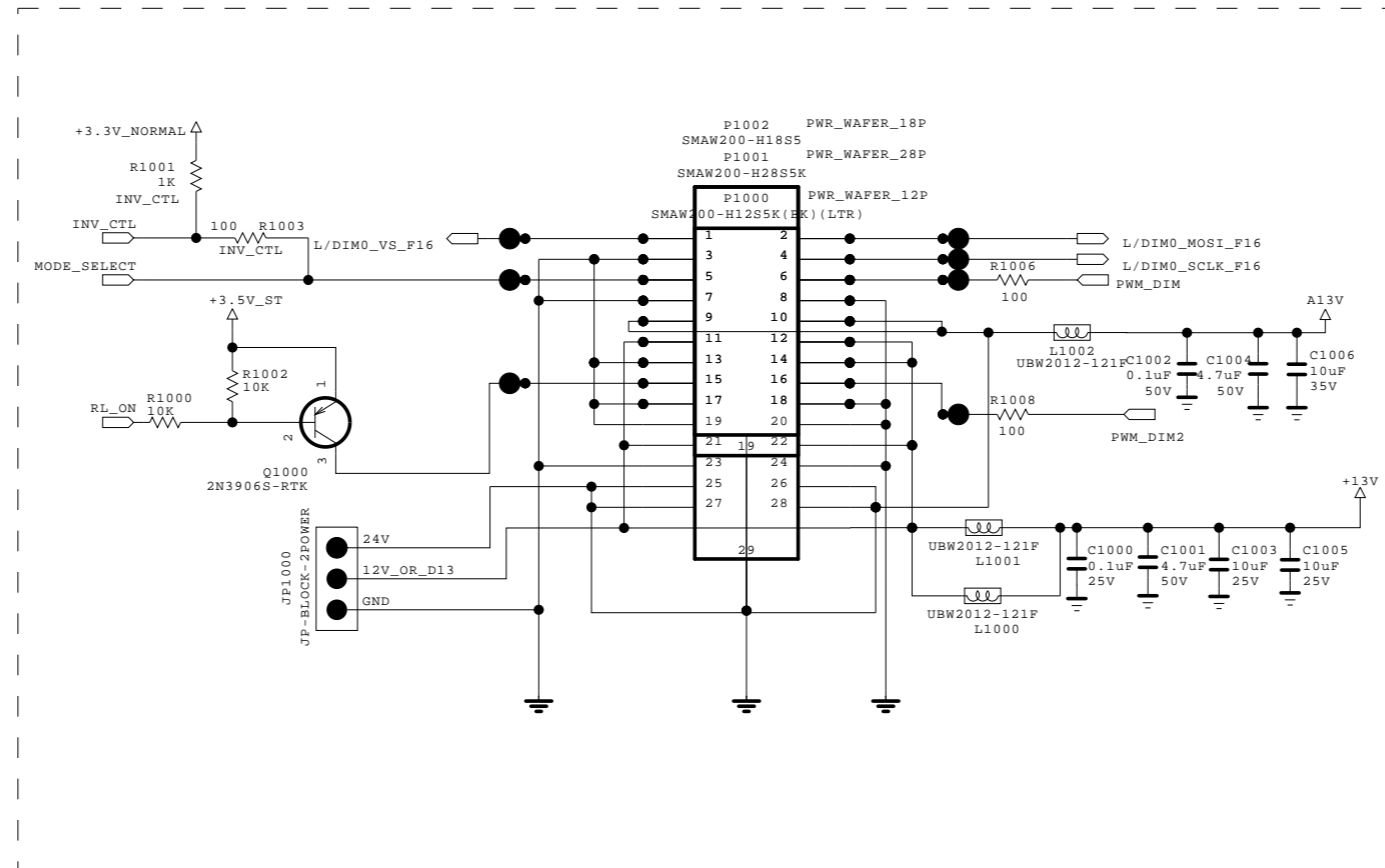 P1002 PWR_WAFER_18P
SMAW200-H18S5
P1001 PWR_WAFER_28P
SMAW200-H28S5K
P1000 PWR_WAFER_12P
SMAW200-H12S5K(BK)(LTR)
+3.3V_NORMAL
R1001
1K
INV_CTL
INV_CTL
100 R1003
INV_CTL
L/DIM0_VS_F16
MODE_SELECT
+3.5V_ST
R1002
10K
R1000
10K
RL_ON
1
2
3
Q1000
2N3906S-RTK
JP1000
JP-BLOCK-2POWER
24V
12V_OR_D13
GND
1 2
3 4
5 6
7 8
9 10
11 12
13 14
15 16
17 18
19 20
21 19 22
23 24
25 26
27 28
29
L/DIM0_MOSI_F16
L/DIM0_SCLK_F16
R1006
100
PWM_DIM
A13V
L1002
UBW2012-121F
C1002
0.1uF
50V
C1004
4.7uF
50V
C1006
10uF
35V
R1008
100
PWM_DIM2
+13V
UBW2012-121F
L1001
UBW2012-121F
L1000
C1000
0.1uF
25V
C1001
4.7uF
50V
C1003
10uF
25V
C1005
10uF
25V